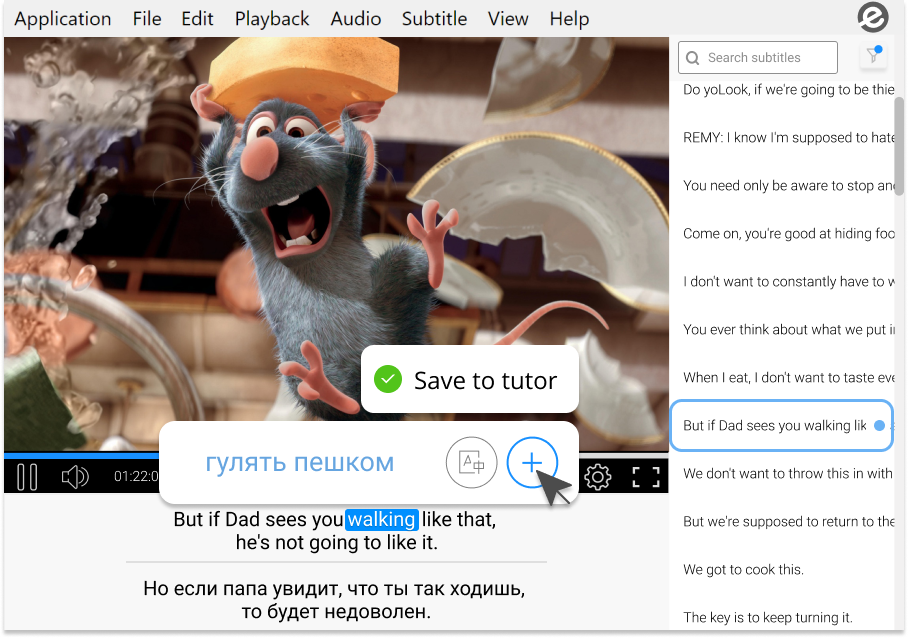 Application File Edit Playback Audio Subtitle View Help
Search subtitles
Do yoLook, if we're going to be thie
REMY: I know I'm supposed to hate
You need only be aware to stop and
Come on, you're good at hiding foo
I don't want to constantly have to w
You ever think about what we put in
When I eat, I don't want to taste eve
But if Dad sees you walking lik
We don't want to throw this in with
But we're supposed to return to the
We got to cook this.
The key is to keep turning it.
Save to tutor
гулять пешком
01:22:0
But if Dad sees you walking like that,
he's not going to like it.
Но если папа увидит, что ты так ходишь,
то будет недоволен.